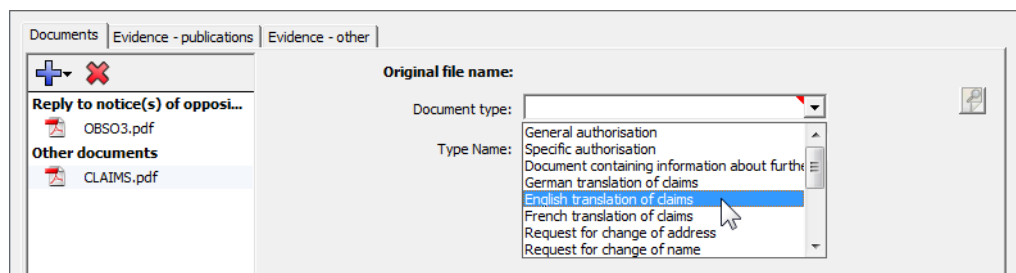 Documents
Evidence - publications
Evidence - other
Original file name:
Reply to notice(s) of opposi...
OBSO3.pdf
Other documents
CLAIMS.pdf
Document type:
Type Name:
General authorisation
Specific authorisation
Document containing information about furthe
German translation of claims
English translation of claims
French translation of claims
Request for change of address
Request for change of name